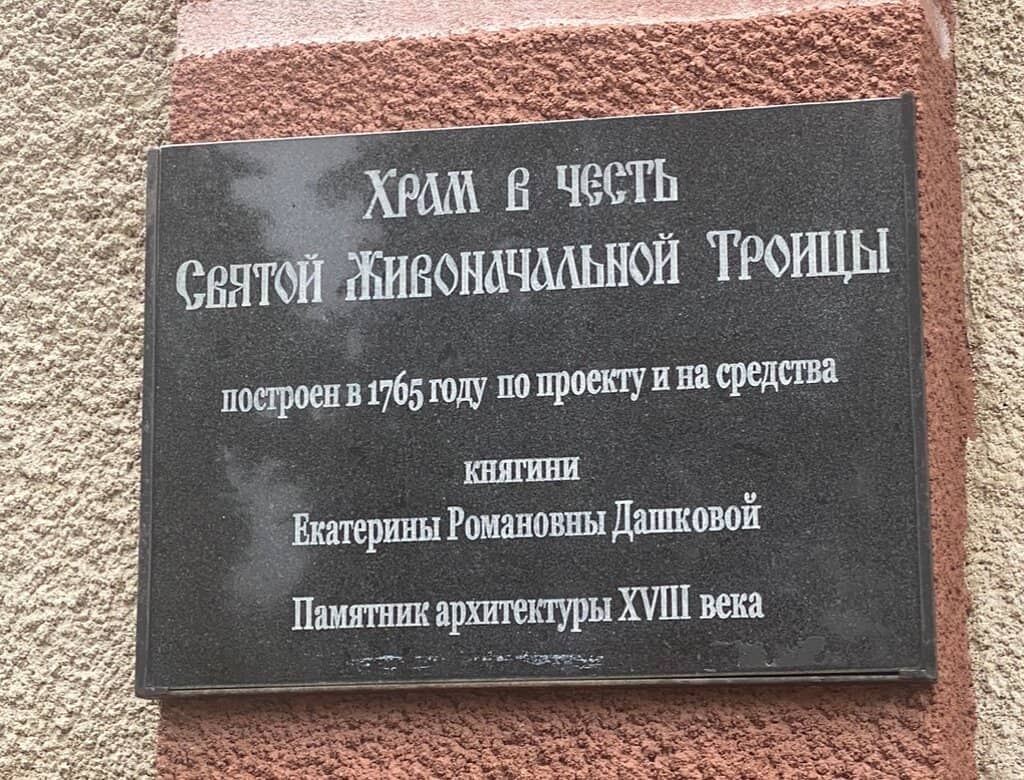 Храм в честь
Святой Живоначальной Троицы
построен в 1765 году по проекту и на средства
княгини
Екатерины Романовны Дашковой
Памятник архитектуры XVIII века